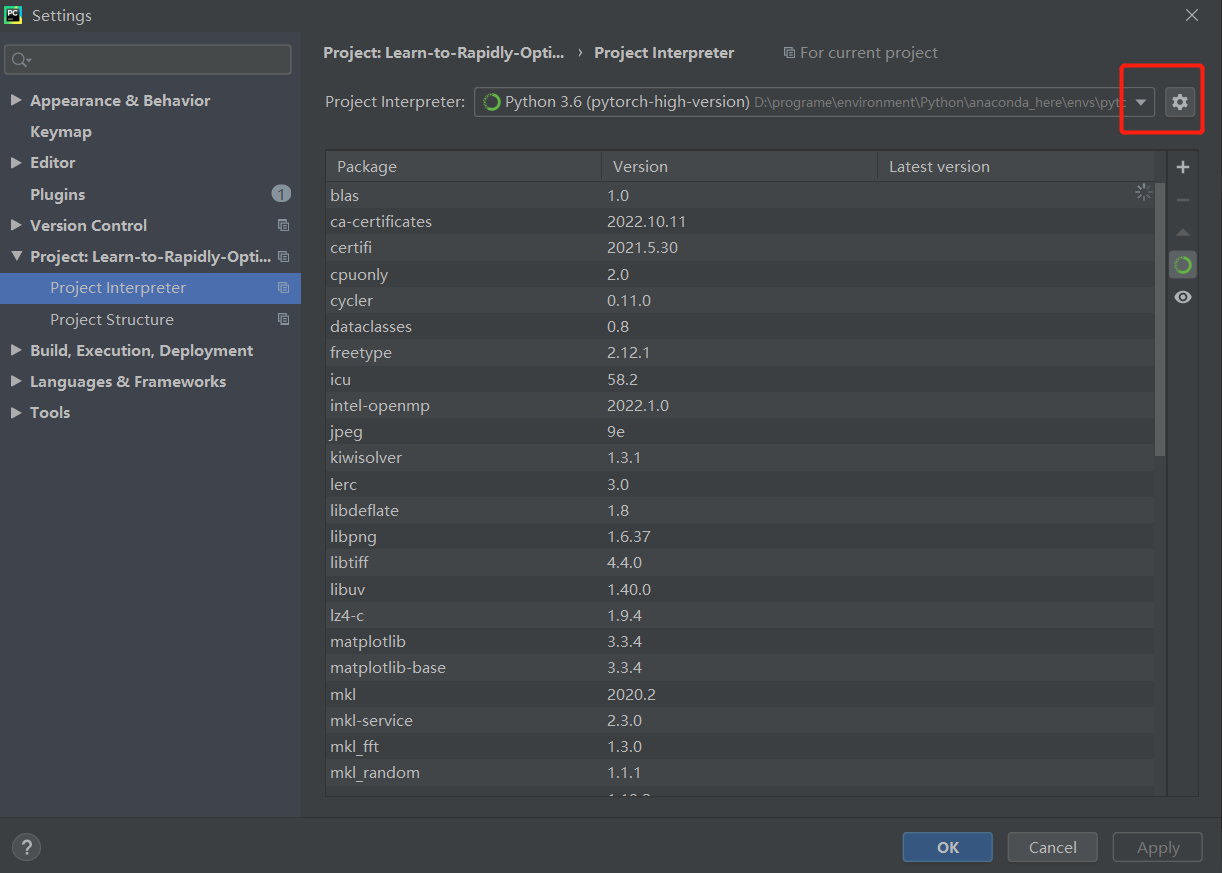 PC Settings
Project: Learn-to-Rapidly-Opti... › Project Interpreter For current project
Appearance & Behavior
Keymap
Editor
Plugins 1
Version Control
Project: Learn-to-Rapidly-Opti...
Project Interpreter
Project Structure
Build, Execution, Deployment
Languages & Frameworks
Tools
Project Interpreter: Python 3.6 (pytorch-high-version) D:\programe\environment\Python\anaconda_here\envs\pyt
Package Version Latest version
blas 1.0
ca-certificates 2022.10.11
certifi 2021.5.30
cpuonly 2.0
cycler 0.11.0
dataclasses 0.8
freetype 2.12.1
icu 58.2
intel-openmp 2022.1.0
jpeg 9e
kiwisolver 1.3.1
lerc 3.0
libdeflate 1.8
libpng 1.6.37
libtiff 4.4.0
libuv 1.40.0
lz4-c 1.9.4
matplotlib 3.3.4
matplotlib-base 3.3.4
mkl 2020.2
mkl-service 2.3.0
mkl_fft 1.3.0
mkl_random 1.1.1
? OK Cancel Apply